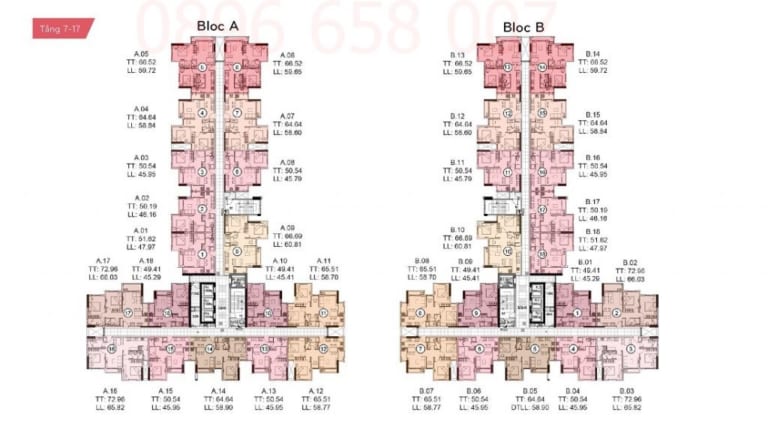 0896 658 007
Tầng 7-17
Bloc A
Bloc B
A.05
TT: 66.52
LL: 59.72
A.06
TT: 66.52
LL: 59.65
A.04
TT: 64.64
LL: 58.84
A.07
TT: 64.64
LL: 58.60
A.03
TT: 50.54
LL: 45.95
A.08
TT: 50.54
LL: 45.79
A.02
TT: 50.19
LL: 46.16
A.01
TT: 51.62
LL: 47.97
A.09
TT: 66.69
LL: 60.81
A.17
TT: 72.96
LL: 66.03
A.18
TT: 49.41
LL: 45.29
A.10
TT: 49.41
LL: 45.41
A.11
TT: 65.51
LL: 58.70
A.16
TT: 72.96
LL: 65.82
A.15
TT: 50.54
LL: 45.95
A.14
TT: 64.64
LL: 58.90
A.13
TT: 50.54
LL: 45.95
A.12
TT: 65.51
LL: 58.77
B.13
TT: 66.52
LL: 59.65
B.14
TT: 66.52
LL: 59.72
B.12
TT: 64.64
LL: 58.60
B.15
TT: 64.64
LL: 58.84
B.11
TT: 50.54
LL: 45.79
B.16
TT: 50.54
LL: 45.95
B.17
TT: 50.19
LL: 46.16
B.10
TT: 66.69
LL: 60.81
B.18
TT: 51.62
LL: 47.97
B.08
TT: 65.51
LL: 58.70
B.09
TT: 49.41
LL: 45.41
B.01
TT: 49.41
LL: 45.29
B.02
TT: 72.96
LL: 66.03
B.07
TT: 65.51
LL: 58.77
B.06
TT: 50.54
LL: 45.95
B.05
TT: 64.64
DTLL: 58.90
B.04
TT: 50.54
LL: 45.95
B.03
TT: 72.96
LL: 65.82